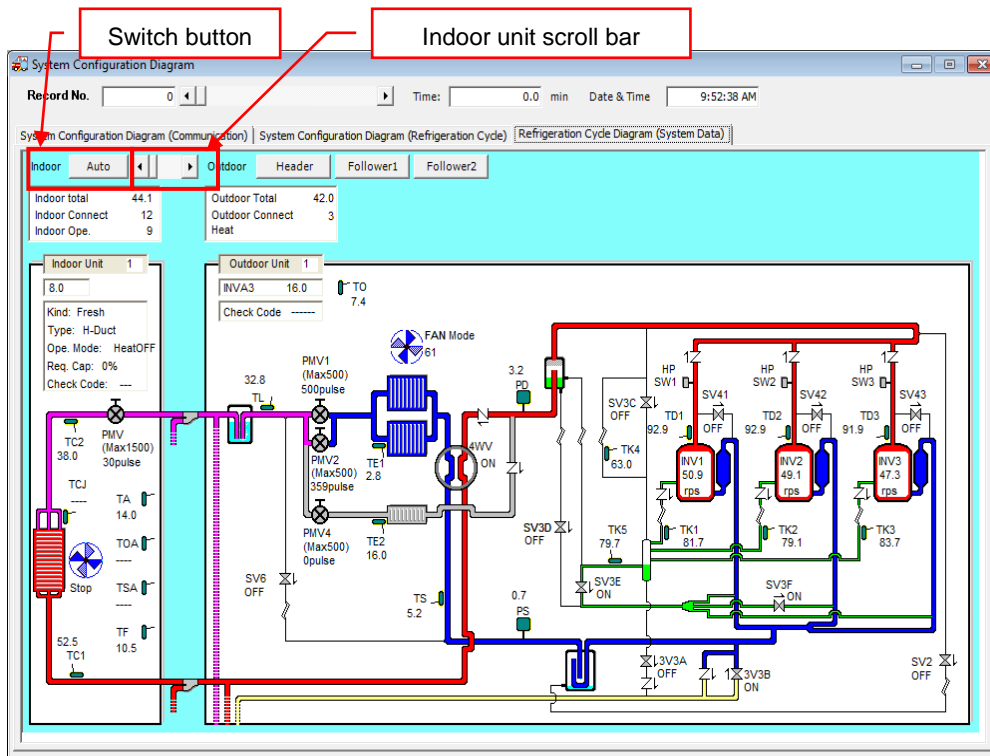 Switch button
Indoor unit scroll bar
System Configuration Diagram
Record No. 0 Time: 0.0 min Date & Time 9:52:38 AM
System Configuration Diagram (Communication) System Configuration Diagram (Refrigeration Cycle) Refrigeration Cycle Diagram (System Data)
Indoor Auto Outdoor Header Follower1 Follower2
Indoor total 44.1
Indoor Connect 12
Indoor Ope. 9
Outdoor Total 42.0
Outdoor Connect 3
Heat
Indoor Unit 1
8.0
Kind: Fresh
Type: H-Duct
Ope. Mode: HeatOFF
Req. Cap: 0%
Check Code: ---
PMV
(Max1500)
30pulse
TC2
38.0
TCJ
----
TA
14.0
TOA
----
TSA
----
TF
10.5
Stop
52.5
TC1
Outdoor Unit 1
INVA3 16.0
Check Code ------
TO
7.4
FAN Mode
61
32.8
TL
PMV1
(Max500)
500pulse
PMV2
(Max500)
359pulse
PMV4
(Max500)
0pulse
TE1
2.8
TE2
16.0
SV6
OFF
TS
5.2
4WV
ON
3.2
PD
0.7
PS
SV3C
OFF
TK4
63.0
SV3D
OFF
TK5
79.7
SV3E
ON
SV3F
ON
3V3A
OFF
3V3B
ON
SV2
OFF
HP
SW1
SV41
OFF
TD1
92.9
INV1
50.9
rps
TK1
81.7
HP
SW2
SV42
OFF
TD2
92.9
INV2
49.1
rps
TK2
79.1
HP
SW3
SV43
OFF
TD3
91.9
INV3
47.3
rps
TK3
83.7